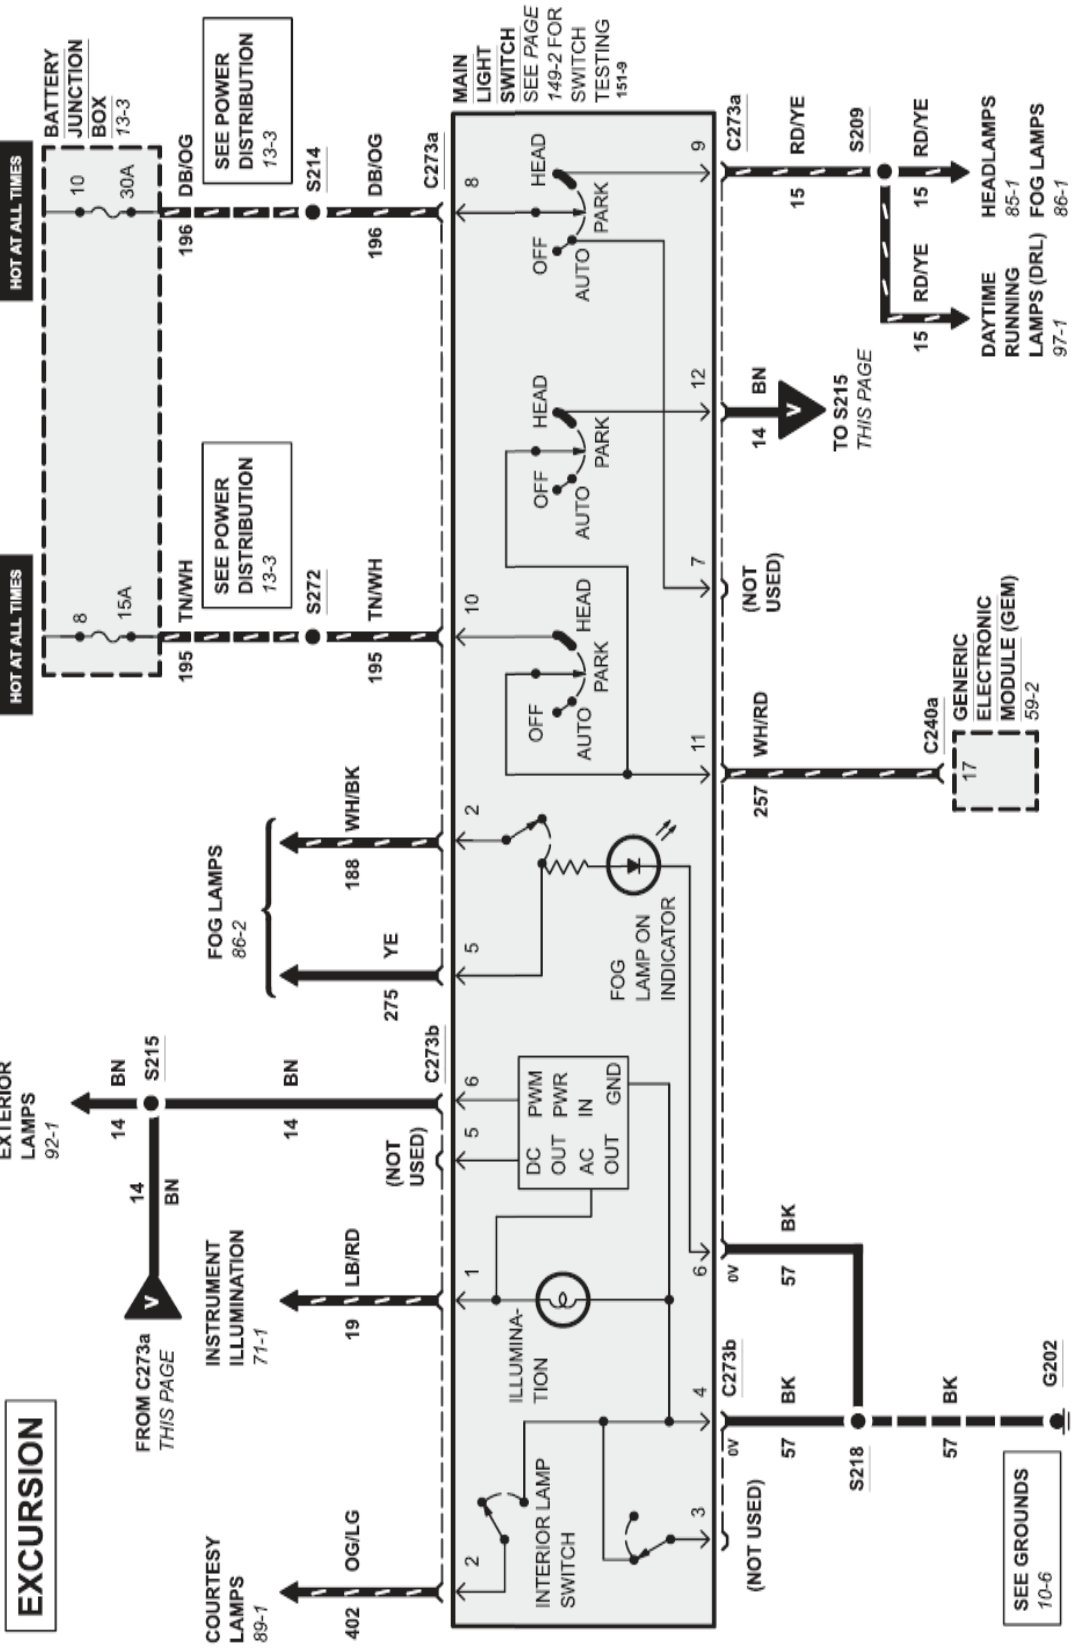 EXCURSION
COURTESY
LAMPS
89-1
402
OG/LG
FROM C273a
THIS PAGE
V
14
BN
INSTRUMENT
ILLUMINATION
71-1
19
LB/RD
EXTERIOR
LAMPS
92-1
14
BN
S215
14
BN
(NOT
USED)
C273b
FOG LAMPS
86-2
275
YE
188
WH/BK
HOT AT ALL TIMES
8
15A
195
TN/WH
SEE POWER
DISTRIBUTION
13-3
S272
195
TN/WH
HOT AT ALL TIMES
10
30A
BATTERY
JUNCTION
BOX
13-3
196
DB/OG
SEE POWER
DISTRIBUTION
13-3
S214
196
DB/OG
C273a
MAIN
LIGHT
SWITCH
SEE PAGE
149-2 FOR
SWITCH
TESTING
151-9
2
1
5
6
5
2
10
8
INTERIOR LAMP
SWITCH
ILLUMINA-
TION
DC
OUT
AC
OUT
PWM
PWR
IN
GND
FOG
LAMP ON
INDICATOR
OFF
AUTO
PARK
HEAD
OFF
AUTO
PARK
HEAD
OFF
AUTO
PARK
HEAD
3
4
6
11
7
12
9
(NOT USED)
0V
C273b
57
BK
0V
57
BK
S218
57
BK
G202
SEE GROUNDS
10-6
257
WH/RD
C240a
17
GENERIC
ELECTRONIC
MODULE (GEM)
59-2
(NOT
USED)
14
BN
V
TO S215
THIS PAGE
C273a
15
RD/YE
S209
15
RD/YE
15
RD/YE
DAYTIME
RUNNING
LAMPS (DRL)
97-1
HEADLAMPS
85-1
FOG LAMPS
86-1